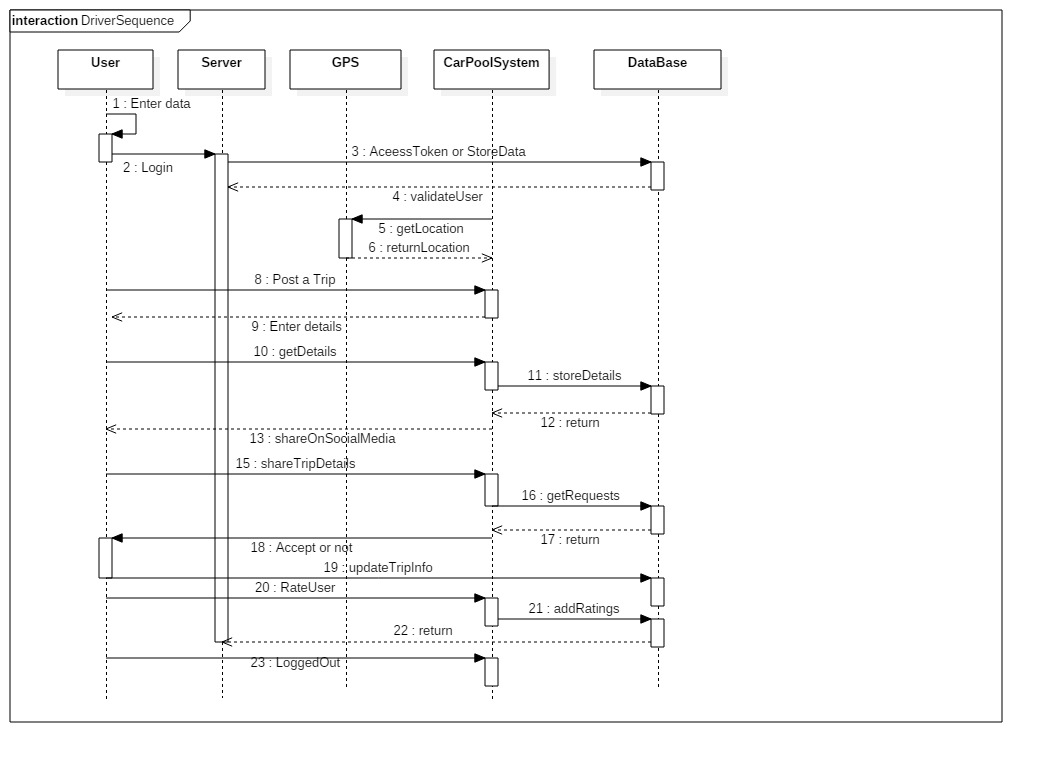 interaction DriverSequence
User
Server
GPS
CarPoolSystem
DataBase
1 : Enter data
2 : Login
3 : AceessToken or StoreData
4 : validateUser
5 : getLocation
6 : returnLocation
8 : Post a Trip
9 : Enter details
10 : getDetails
11 : storeDetails
12 : return
13 : shareOnSocialMedia
15 : shareTripDetails
16 : getRequests
17 : return
18 : Accept or not
19 : updateTripInfo
20 : RateUser
21 : addRatings
22 : return
23 : LoggedOut